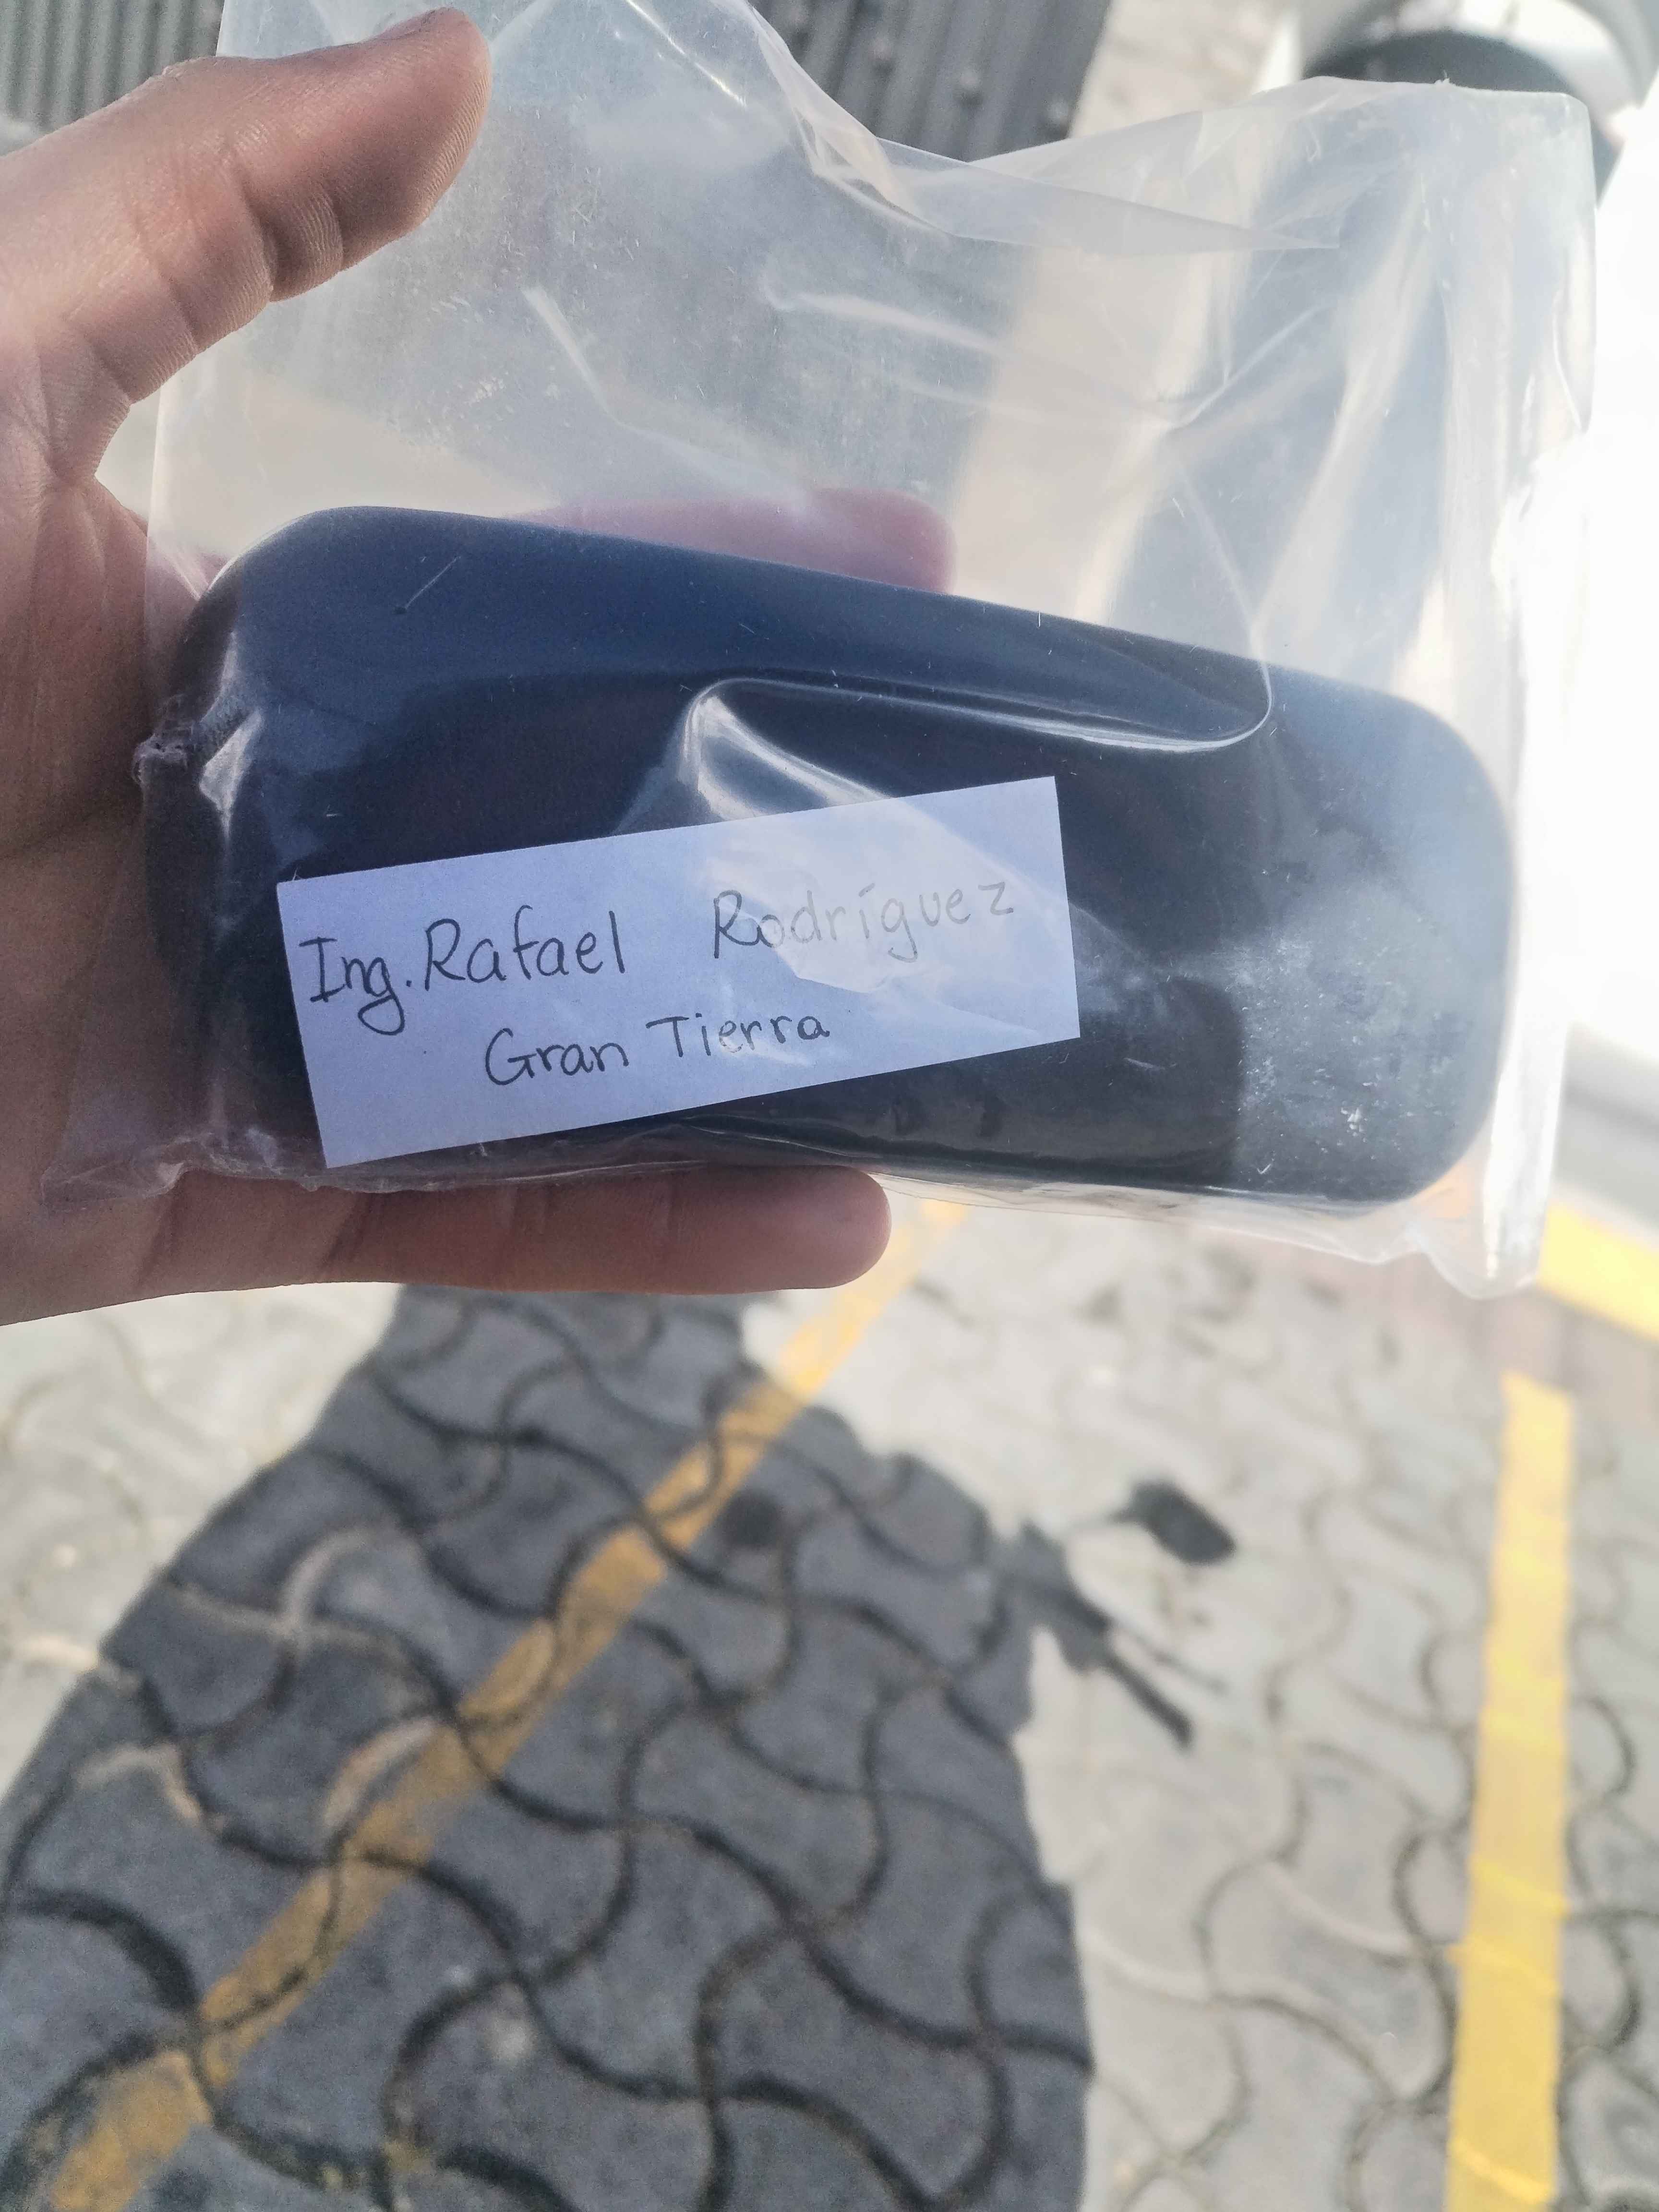 Ing. Rafael Rodríguez
Gran Tierra